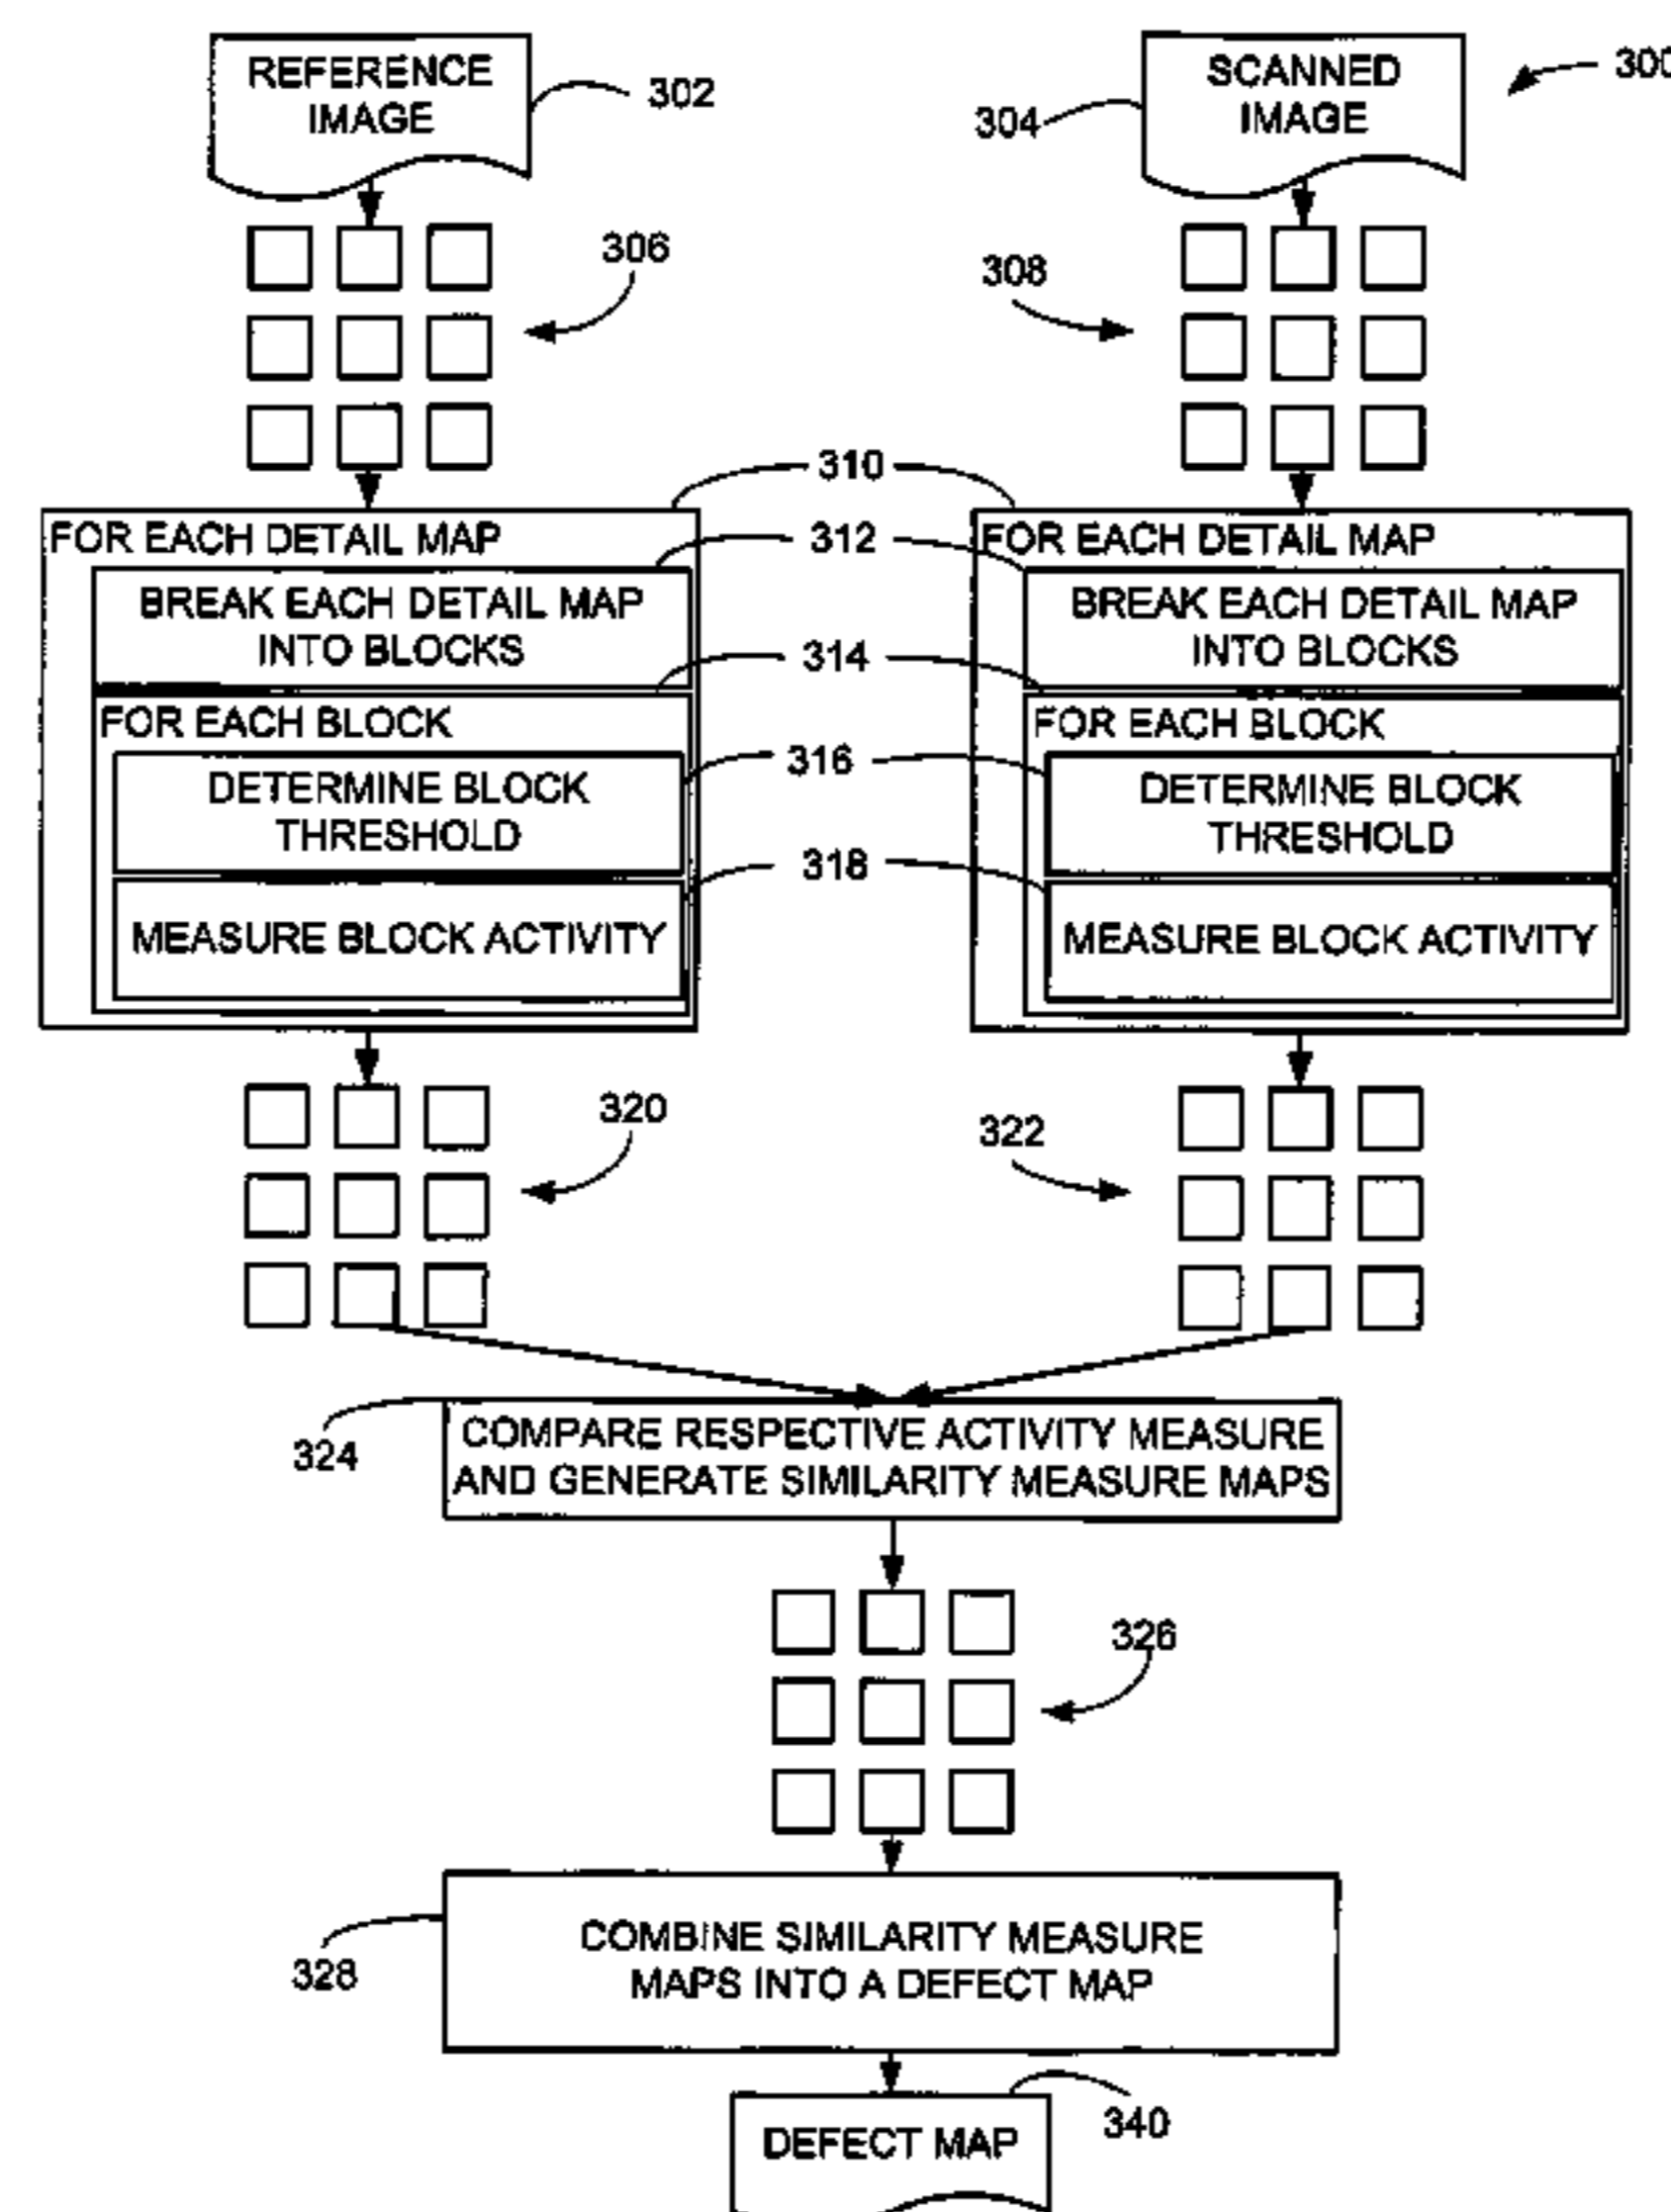 REFERENCE
IMAGE
302
304
SCANNED
IMAGE
300
306
308
310
FOR EACH DETAIL MAP
312
FOR EACH DETAIL MAP
BREAK EACH DETAIL MAP
INTO BLOCKS
BREAK EACH DETAIL MAP
INTO BLOCKS
314
FOR EACH BLOCK
FOR EACH BLOCK
316
DETERMINE BLOCK
THRESHOLD
DETERMINE BLOCK
THRESHOLD
318
MEASURE BLOCK ACTIVITY
MEASURE BLOCK ACTIVITY
320
322
324
COMPARE RESPECTIVE ACTIVITY MEASURE
AND GENERATE SIMILARITY MEASURE MAPS
326
328
COMBINE SIMILARITY MEASURE
MAPS INTO A DEFECT MAP
340
DEFECT MAP